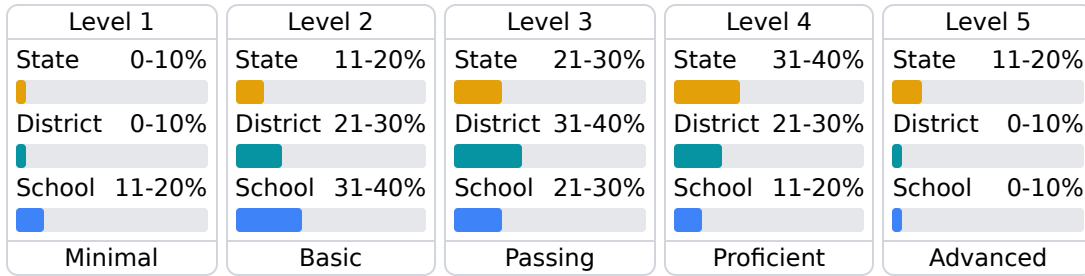 Level 1
State 0-10%
District 0-10%
School 11-20%
Minimal
Level 2
State 11-20%
District 21-30%
School 31-40%
Basic
Level 3
State 21-30%
District 31-40%
School 21-30%
Passing
Level 4
State 31-40%
District 21-30%
School 11-20%
Proficient
Level 5
State 11-20%
District 0-10%
School 0-10%
Advanced